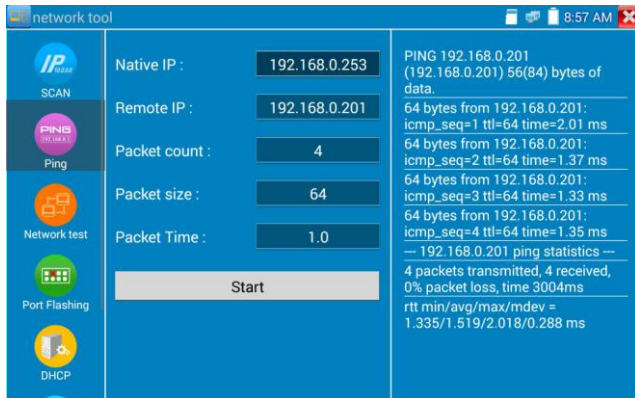 network tool
8:57 AM
IP
SCAN
PING
Ping
Network test
Port Flashing
DHCP
Native IP :
192.168.0.253
Remote IP :
192.168.0.201
Packet count :
4
Packet size :
64
Packet Time :
1.0
Start
PING 192.168.0.201
(192.168.0.201) 56(84) bytes of
data.
64 bytes from 192.168.0.201:
icmp_seq=1 ttl=64 time=2.01 ms
64 bytes from 192.168.0.201:
icmp_seq=2 ttl=64 time=1.37 ms
64 bytes from 192.168.0.201:
icmp_seq=3 ttl=64 time=1.33 ms
64 bytes from 192.168.0.201:
icmp_seq=4 ttl=64 time=1.35 ms
--- 192.168.0.201 ping statistics ---
4 packets transmitted, 4 received,
0% packet loss, time 3004ms
rtt min/avg/max/mdev =
1.335/1.519/2.018/0.288 ms